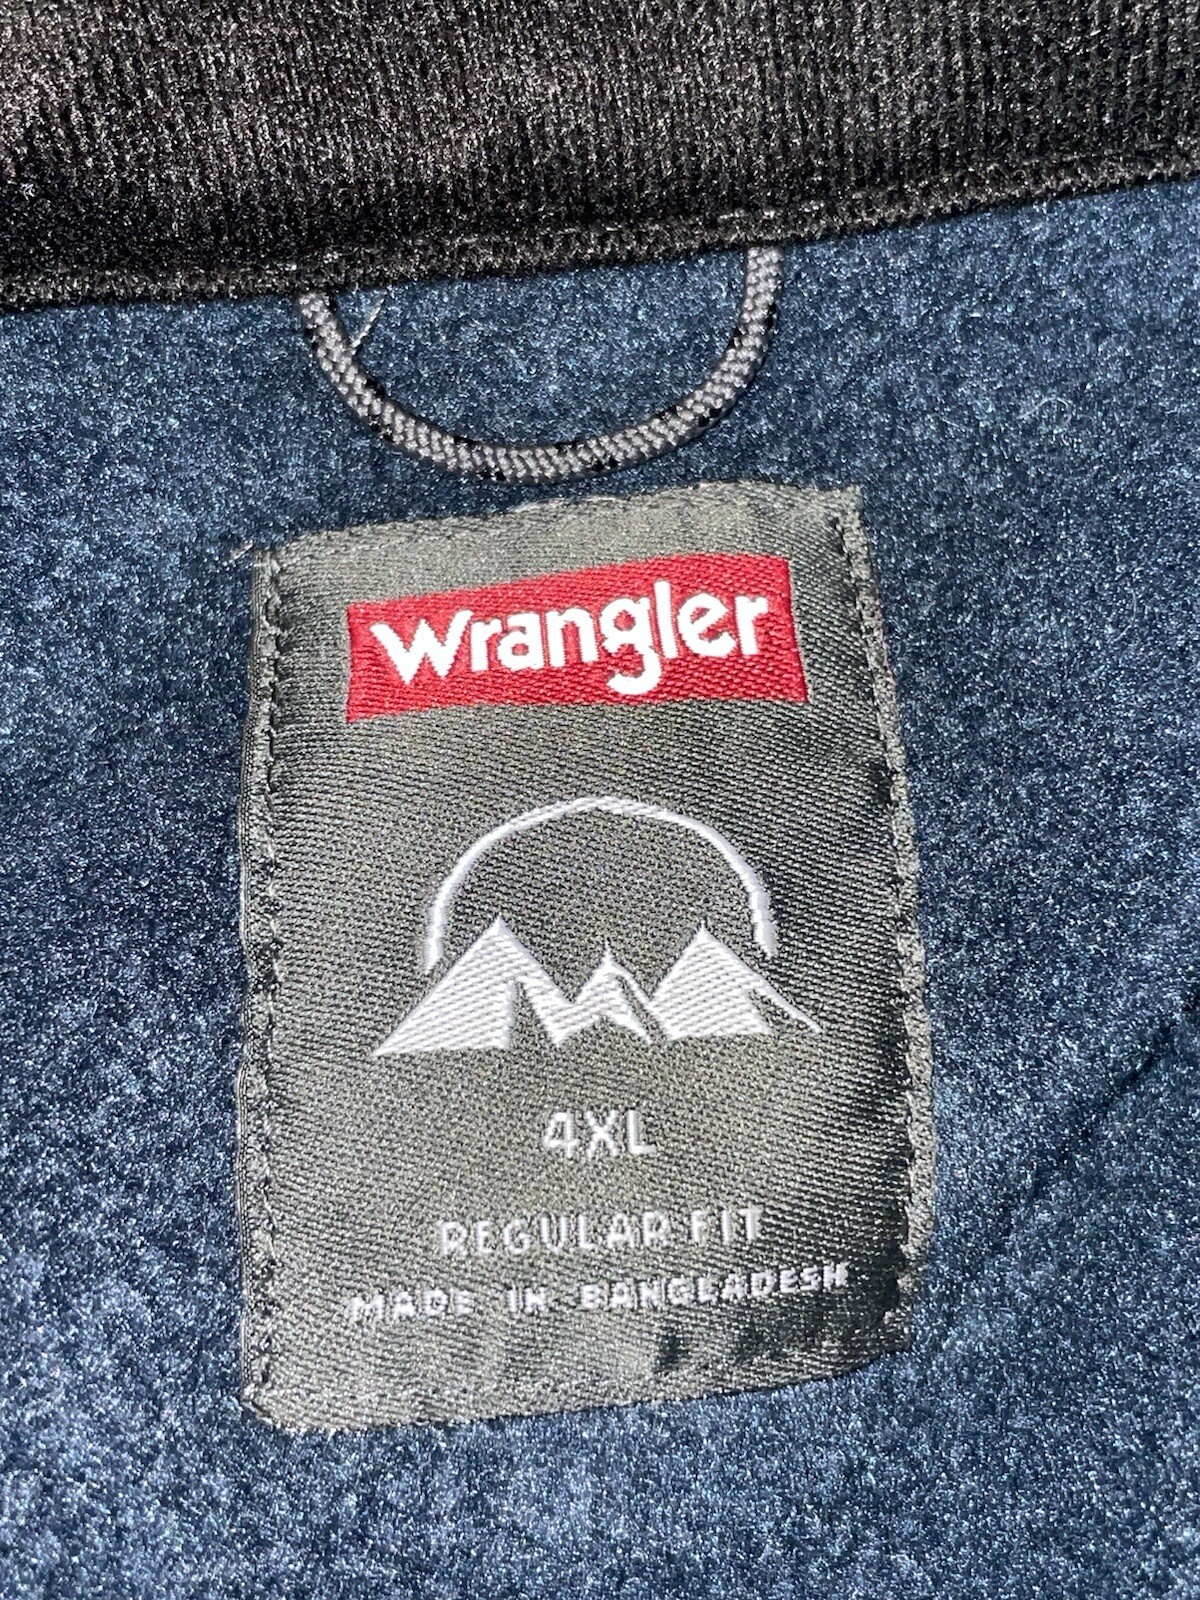 Wrangler
4XL
REGULAR FIT
MADE IN BANGLADESH